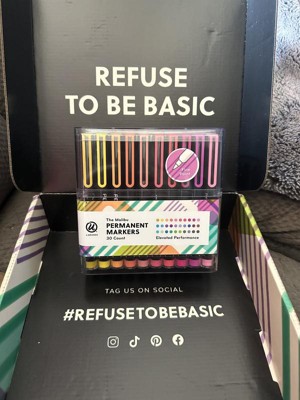 REFUSE
TO BE BASIC
The Malibu
PERMANENT
MARKERS
30 Count
Elevated Performance
TAG US ON SOCIAL
#REFUSETOBEBASIC